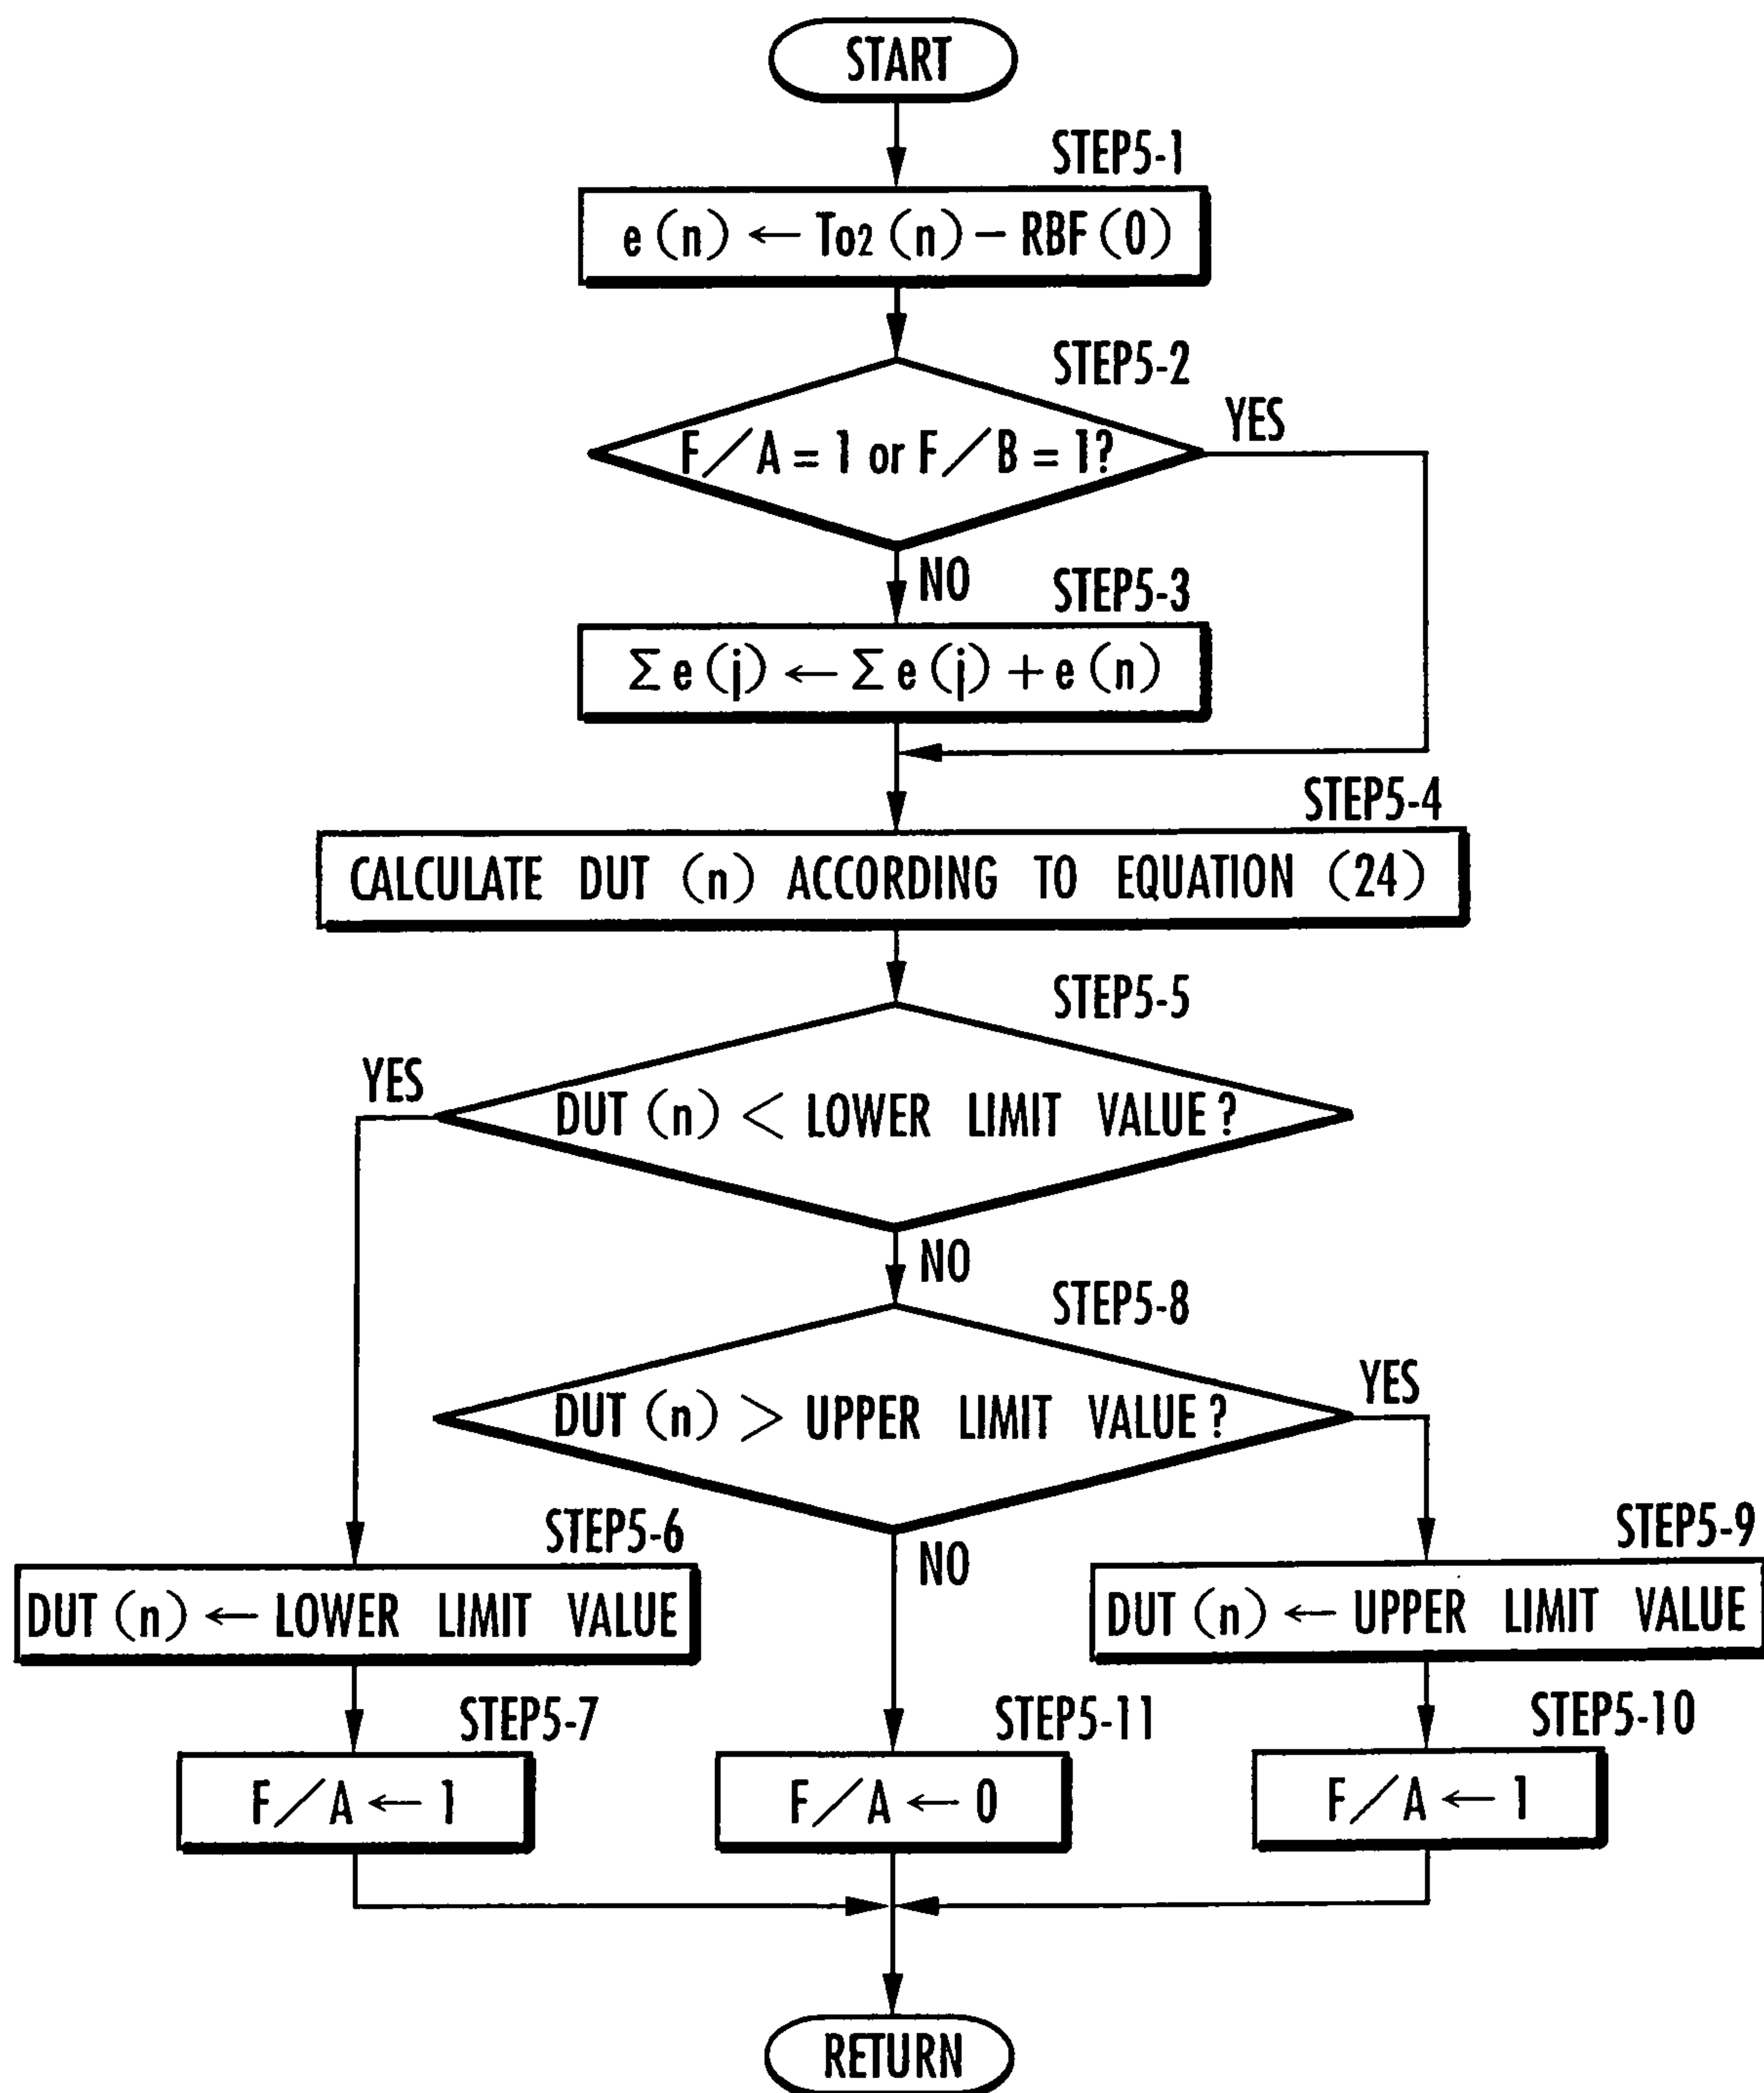 START
STEP5-1
e (n) ← To2 (n) − RBF (0)
STEP5-2
F／A = 1 or F／B = 1?
YES
NO
STEP5-3
Σ e (j) ← Σ e (j) + e (n)
STEP5-4
CALCULATE DUT (n) ACCORDING TO EQUATION (24)
STEP5-5
YES
DUT (n) < LOWER LIMIT VALUE?
NO
STEP5-8
YES
DUT (n) > UPPER LIMIT VALUE?
STEP5-6
NO
STEP5-9
DUT (n) ← LOWER LIMIT VALUE
DUT (n) ← UPPER LIMIT VALUE
STEP5-7
STEP5-11
STEP5-10
F／A ← 1
F／A ← 0
F／A ← 1
RETURN